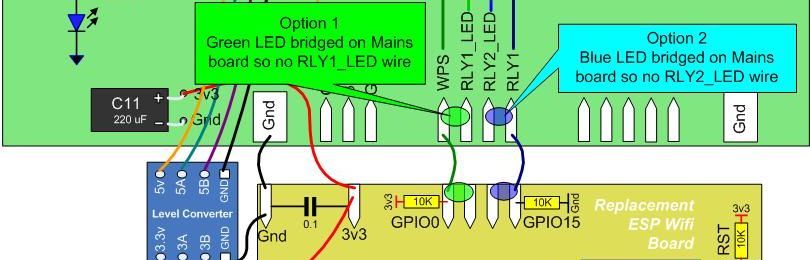 Option 1
Green LED bridged on Mains
board so no RLY1_LED wire
WPS
RLY1_LED
RLY2_LED
RLY1
Option 2
Blue LED bridged on Mains
board so no RLY2_LED wire
C11
220 uF
+
−
3v3
Gnd
Gnd
G
Gnd
5v
5A
5B
GND
Level Converter
3.3v
3A
3B
GND
Gnd
0.1
3v3
3v3
10K
GPIO0
10K
Gnd
GPIO15
Replacement
ESP Wifi
Board
3v3
10K
RST